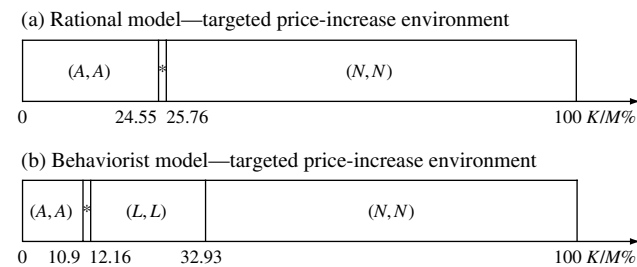 (a) Rational model—targeted price-increase environment
(A, A) * (N, N)
0 24.55 25.76 100 K/M%
(b) Behaviorist model—targeted price-increase environment
(A, A) * (L, L) (N, N)
0 10.9 12.16 32.93 100 K/M%